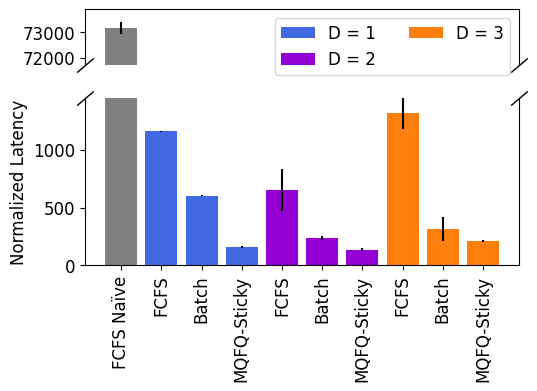 73000
72000
D = 1
D = 2
D = 3
Normalized Latency
1000
500
0
FCFS Naïve
FCFS
Batch
MQFQ-Sticky
FCFS
Batch
MQFQ-Sticky
FCFS
Batch
MQFQ-Sticky